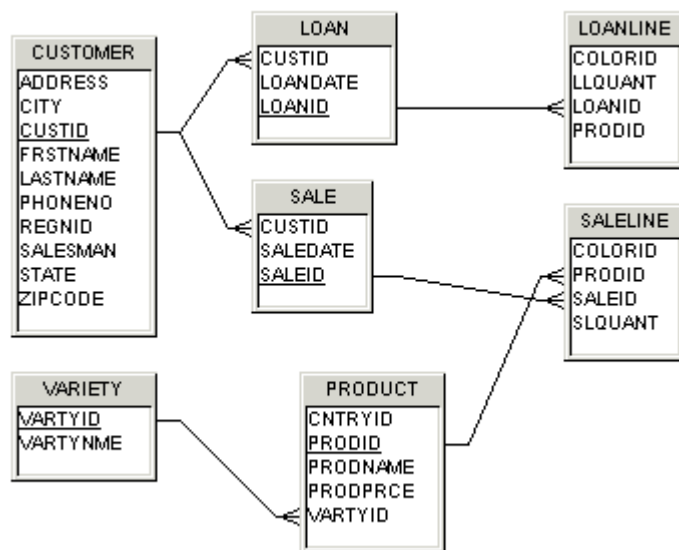 CUSTOMER
ADDRESS
CITY
CUSTID
FRSTNAME
LASTNAME
PHONENO
REGNID
SALESMAN
STATE
ZIPCODE
LOAN
CUSTID
LOANDATE
LOANID
LOANLINE
COLORID
LLQUANT
LOANID
PRODID
SALE
CUSTID
SALEDATE
SALEID
SALELINE
COLORID
PRODID
SALEID
SLQUANT
VARIETY
VARTYID
VARTYNME
PRODUCT
CNTRYID
PRODID
PRODNAME
PRODPRCE
VARTYID